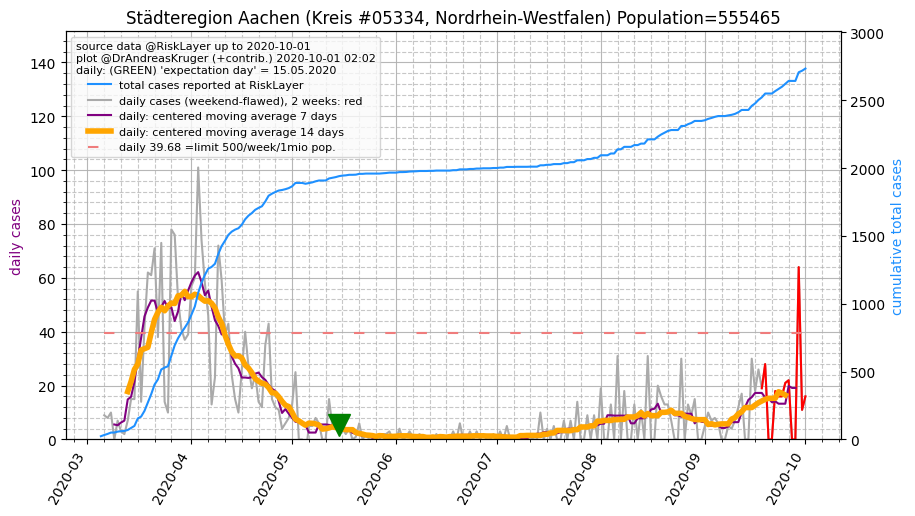 Städteregion Aachen (Kreis #05334, Nordrhein-Westfalen) Population=555465
source data @RiskLayer up to 2020-10-01
plot @DrAndreasKruger (+contrib.) 2020-10-01 02:02
daily: (GREEN) 'expectation day' = 15.05.2020
total cases reported at RiskLayer
daily cases (weekend-flawed), 2 weeks: red
daily: centered moving average 7 days
daily: centered moving average 14 days
daily 39.68 =limit 500/week/1mio pop.
daily cases
140
120
100
80
60
40
20
0
cumulative total cases
3000
2500
2000
1500
1000
500
0
2020-03
2020-04
2020-05
2020-06
2020-07
2020-08
2020-09
2020-10